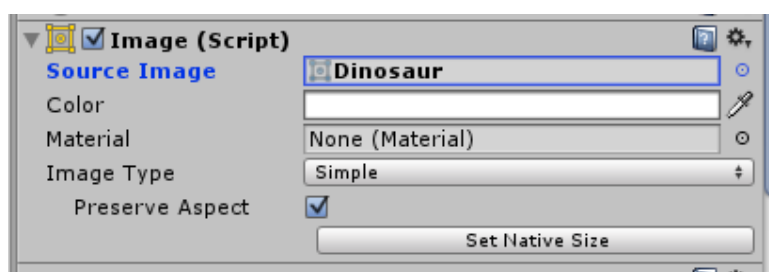 Image (Script)
Source Image Dinosaur
Color
Material None (Material)
Image Type Simple
Preserve Aspect
Set Native Size